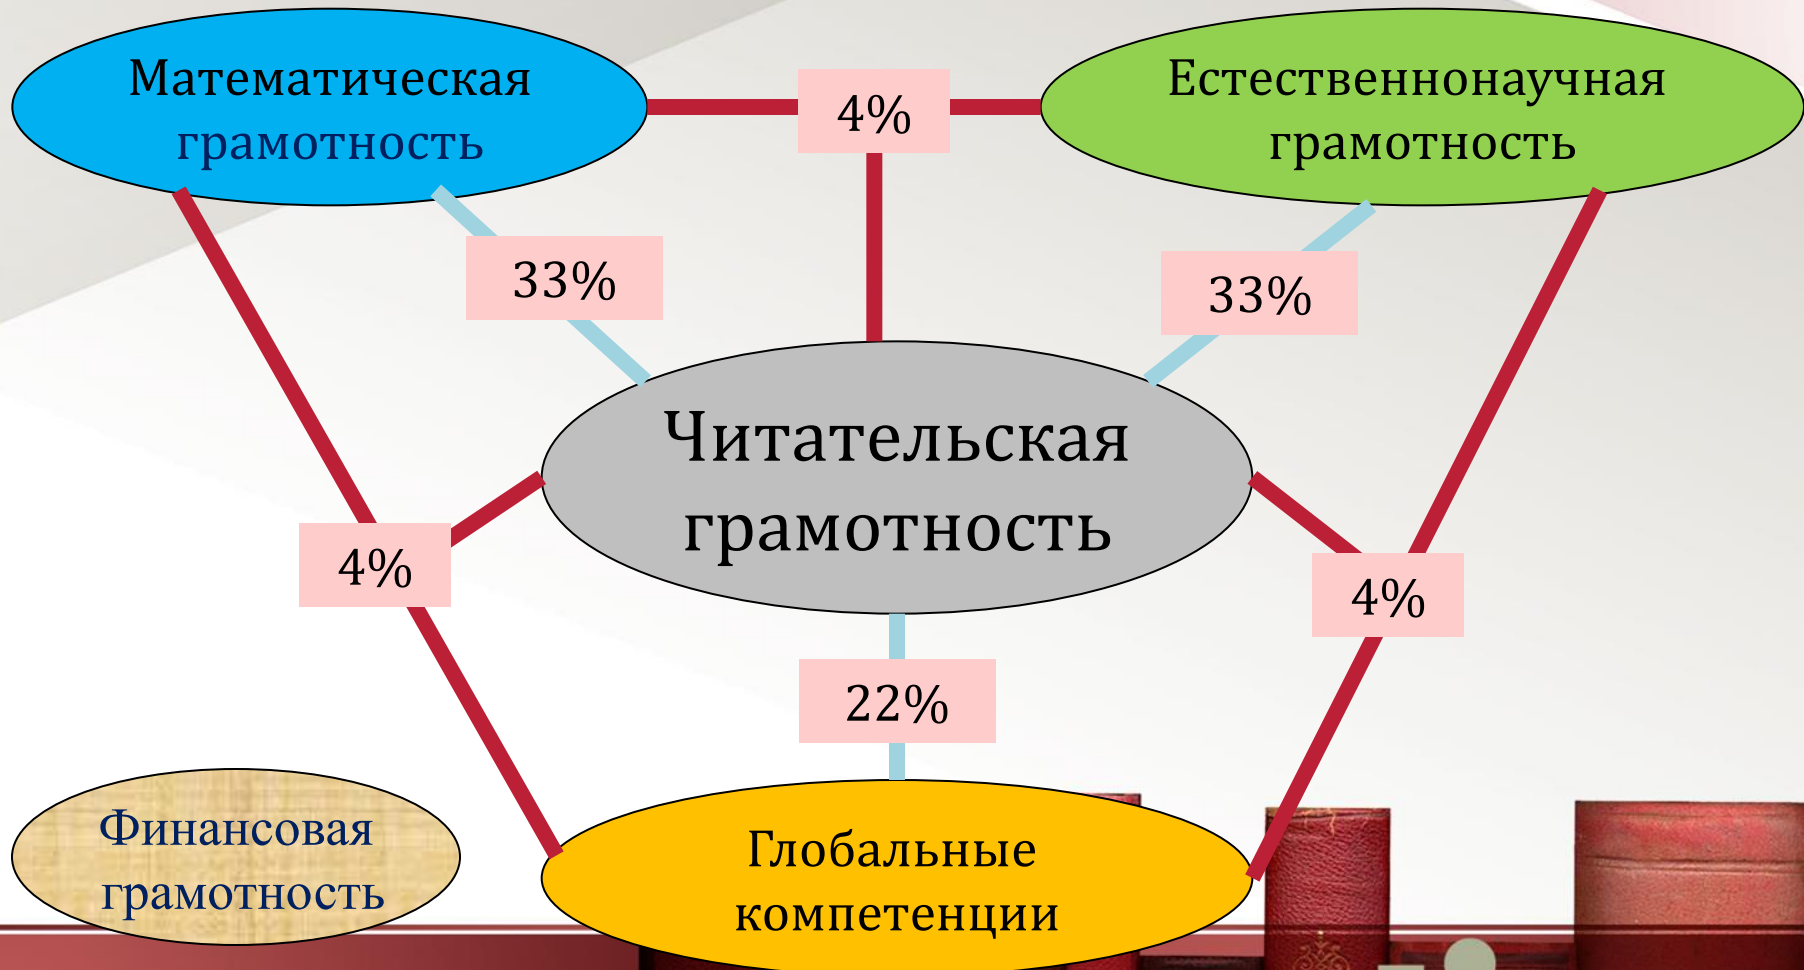 Математическая
грамотность
4%
Естественнонаучная
грамотность
33%
33%
Читательская
грамотность
4%
4%
22%
Финансовая
грамотность
Глобальные
компетенции